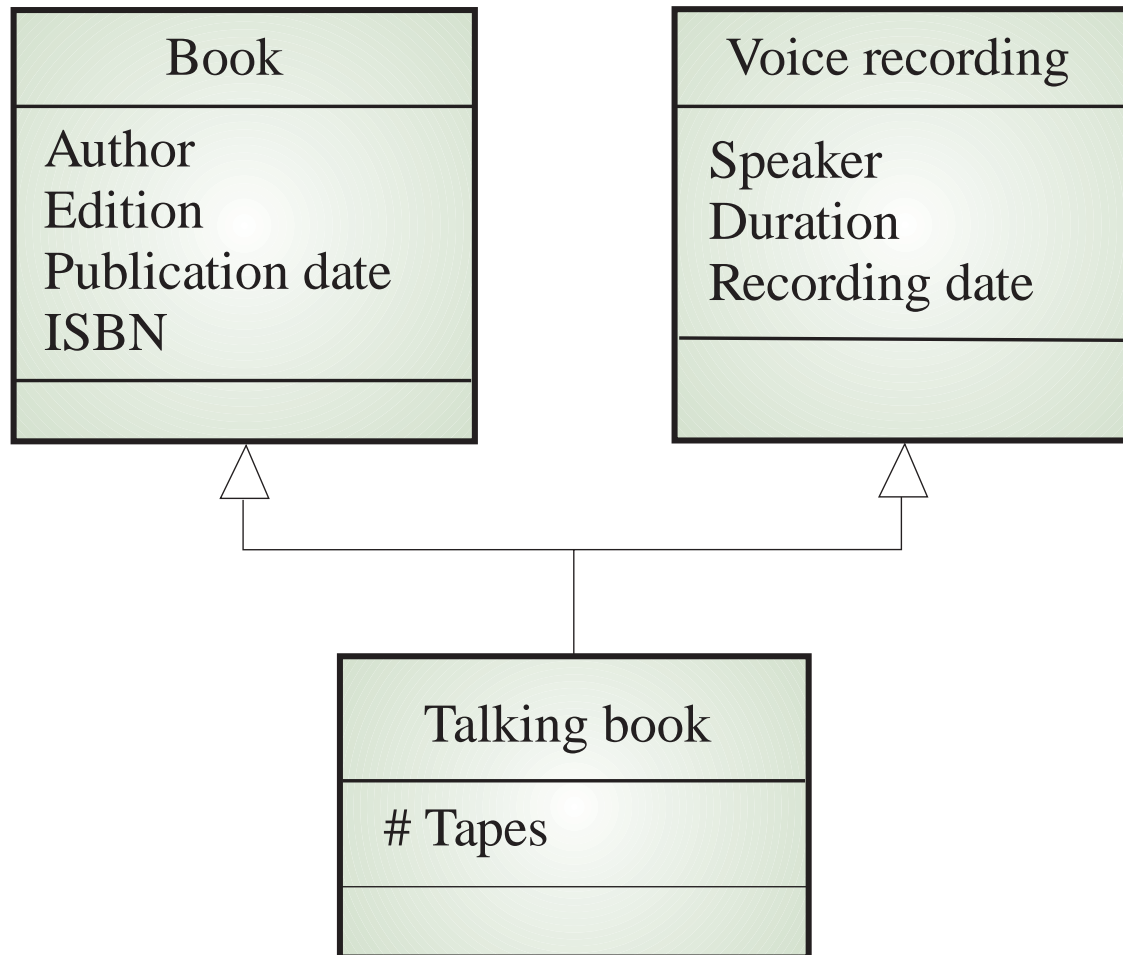 Book
Author
Edition
Publication date
ISBN
Voice recording
Speaker
Duration
Recording date
Talking book
# Tapes